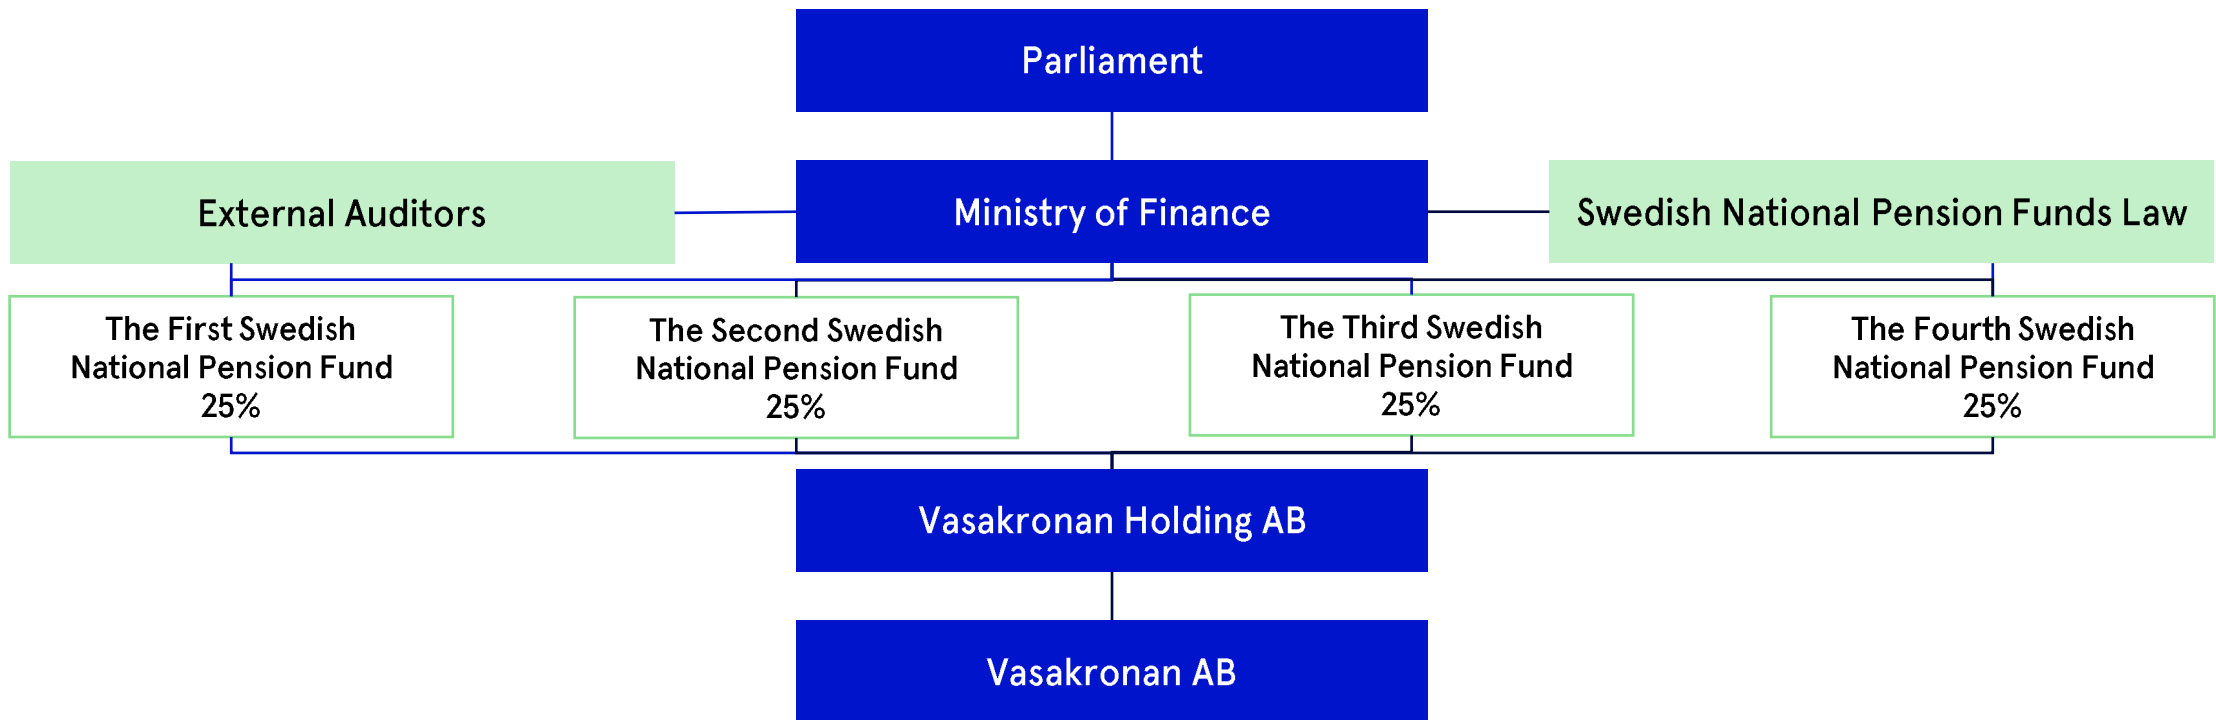 Parliament
External Auditors
Ministry of Finance
Swedish National Pension Funds Law
The First Swedish
National Pension Fund
25%
The Second Swedish
National Pension Fund
25%
The Third Swedish
National Pension Fund
25%
The Fourth Swedish
National Pension Fund
25%
Vasakronan Holding AB
Vasakronan AB